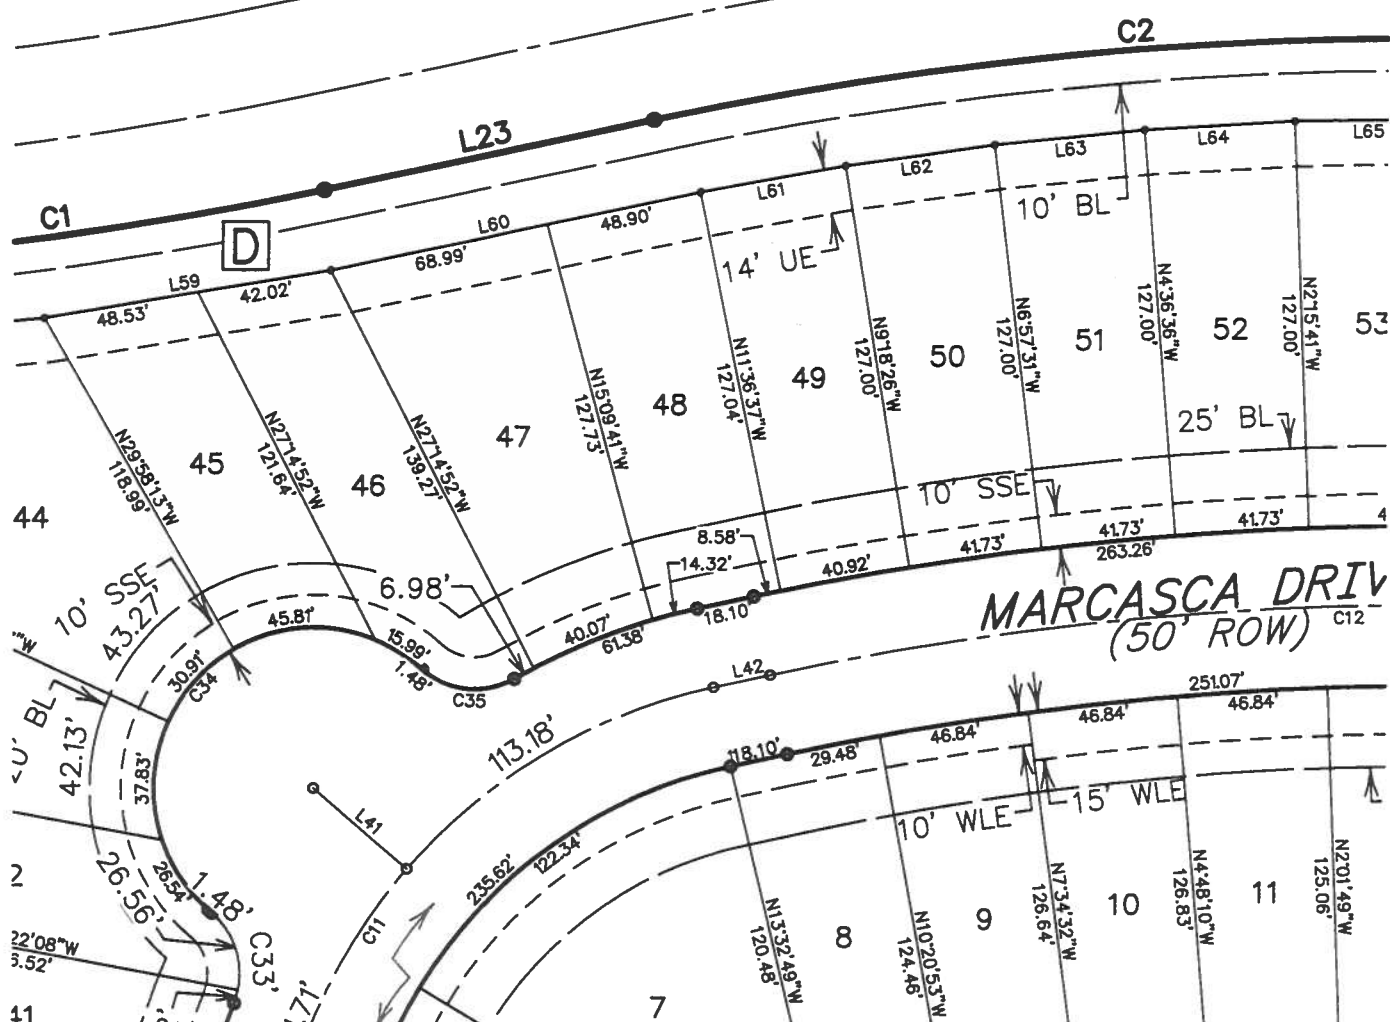 C2
L23
C1
D
L59
48.53'
42.02'
L60
68.99'
48.90'
L61
L62
L63
L64
L65
10' BL
14' UE
N29°58'13"W
118.99'
N27°14'52"W
121.64'
N27°14'52"W
139.27'
N15°09'41"W
127.73'
N11°36'37"W
127.04'
N9°18'26"W
127.00'
N6°57'31"W
127.00'
N4°36'36"W
127.00'
N2°15'41"W
127.00'
44
45
46
47
48
49
50
51
52
53
25' BL
10' SSE
10' SSE
43.27'
45.81'
30.91'
C34
15.99'
1.48'
6.98'
C35
40.07'
61.38'
14.32'
8.58'
18.10'
40.92'
41.73'
41.73'
41.73'
4
263.26'
MARCASCA DRIV
(50' ROW)
C12
L42
113.18'
L41
C11
"W
BL
42.13'
37.83'
26.54'
26.56'
1.48'
C33'
2
22'08"W
6.52'
41
.71'
235.62'
122.34'
18.10'
29.48'
46.84'
46.84'
46.84'
251.07'
10' WLE
15' WLE
N13°32'49"W
120.48'
N10°20'53"W
124.46'
N7°34'32"W
126.64'
N4°48'10"W
126.83'
N2°01'49"W
125.06'
7
8
9
10
11